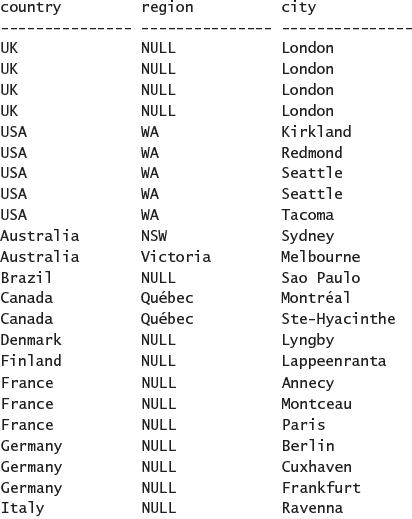 country region city
--------------- --------------- ---------------
UK NULL London
UK NULL London
UK NULL London
UK NULL London
USA WA Kirkland
USA WA Redmond
USA WA Seattle
USA WA Seattle
USA WA Tacoma
Australia NSW Sydney
Australia Victoria Melbourne
Brazil NULL Sao Paulo
Canada Québec Montréal
Canada Québec Ste-Hyacinthe
Denmark NULL Lyngby
Finland NULL Lappeenranta
France NULL Annecy
France NULL Montceau
France NULL Paris
Germany NULL Berlin
Germany NULL Cuxhaven
Germany NULL Frankfurt
Italy NULL Ravenna